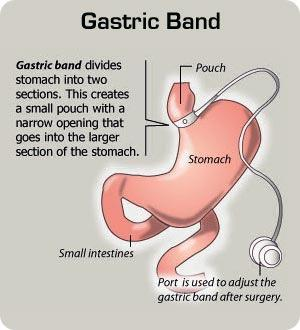 Gastric Band
Gastric band divides
stomach into two
sections. This creates
a small pouch with a
narrow opening that
goes into the larger
section of the stomach.
Pouch
Stomach
Small intestines
Port is used to adjust the
gastric band after surgery.